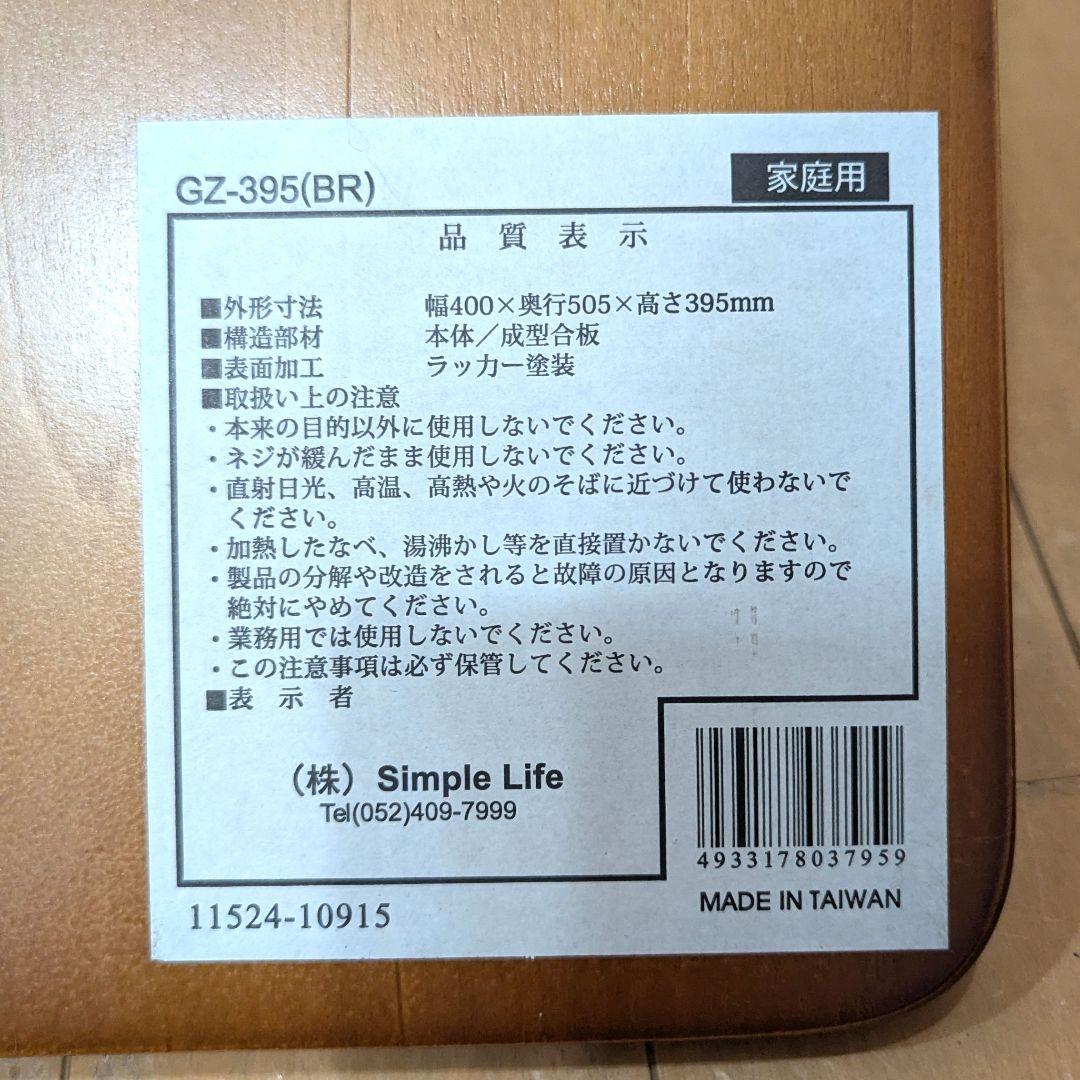 GZ-395(BR)
家庭用
品質表示
■外形寸法 幅400×奥行505×高さ395mm
■構造部材 本体／成型合板
■表面加工 ラッカー塗装
■取扱い上の注意
・本来の目的以外に使用しないでください。
・ネジが緩んだまま使用しないでください。
・直射日光、高温、高熱や火のそばに近づけて使わないで
ください。
・加熱したなべ、湯沸かし等を直接置かないでください。
・製品の分解や改造をされると故障の原因となりますので
絶対にやめてください。
・業務用では使用しないでください。
・この注意事項は必ず保管してください。
■表示者
（株）Simple Life
Tel(052)409-7999
4933178037959
MADE IN TAIWAN
11524-10915